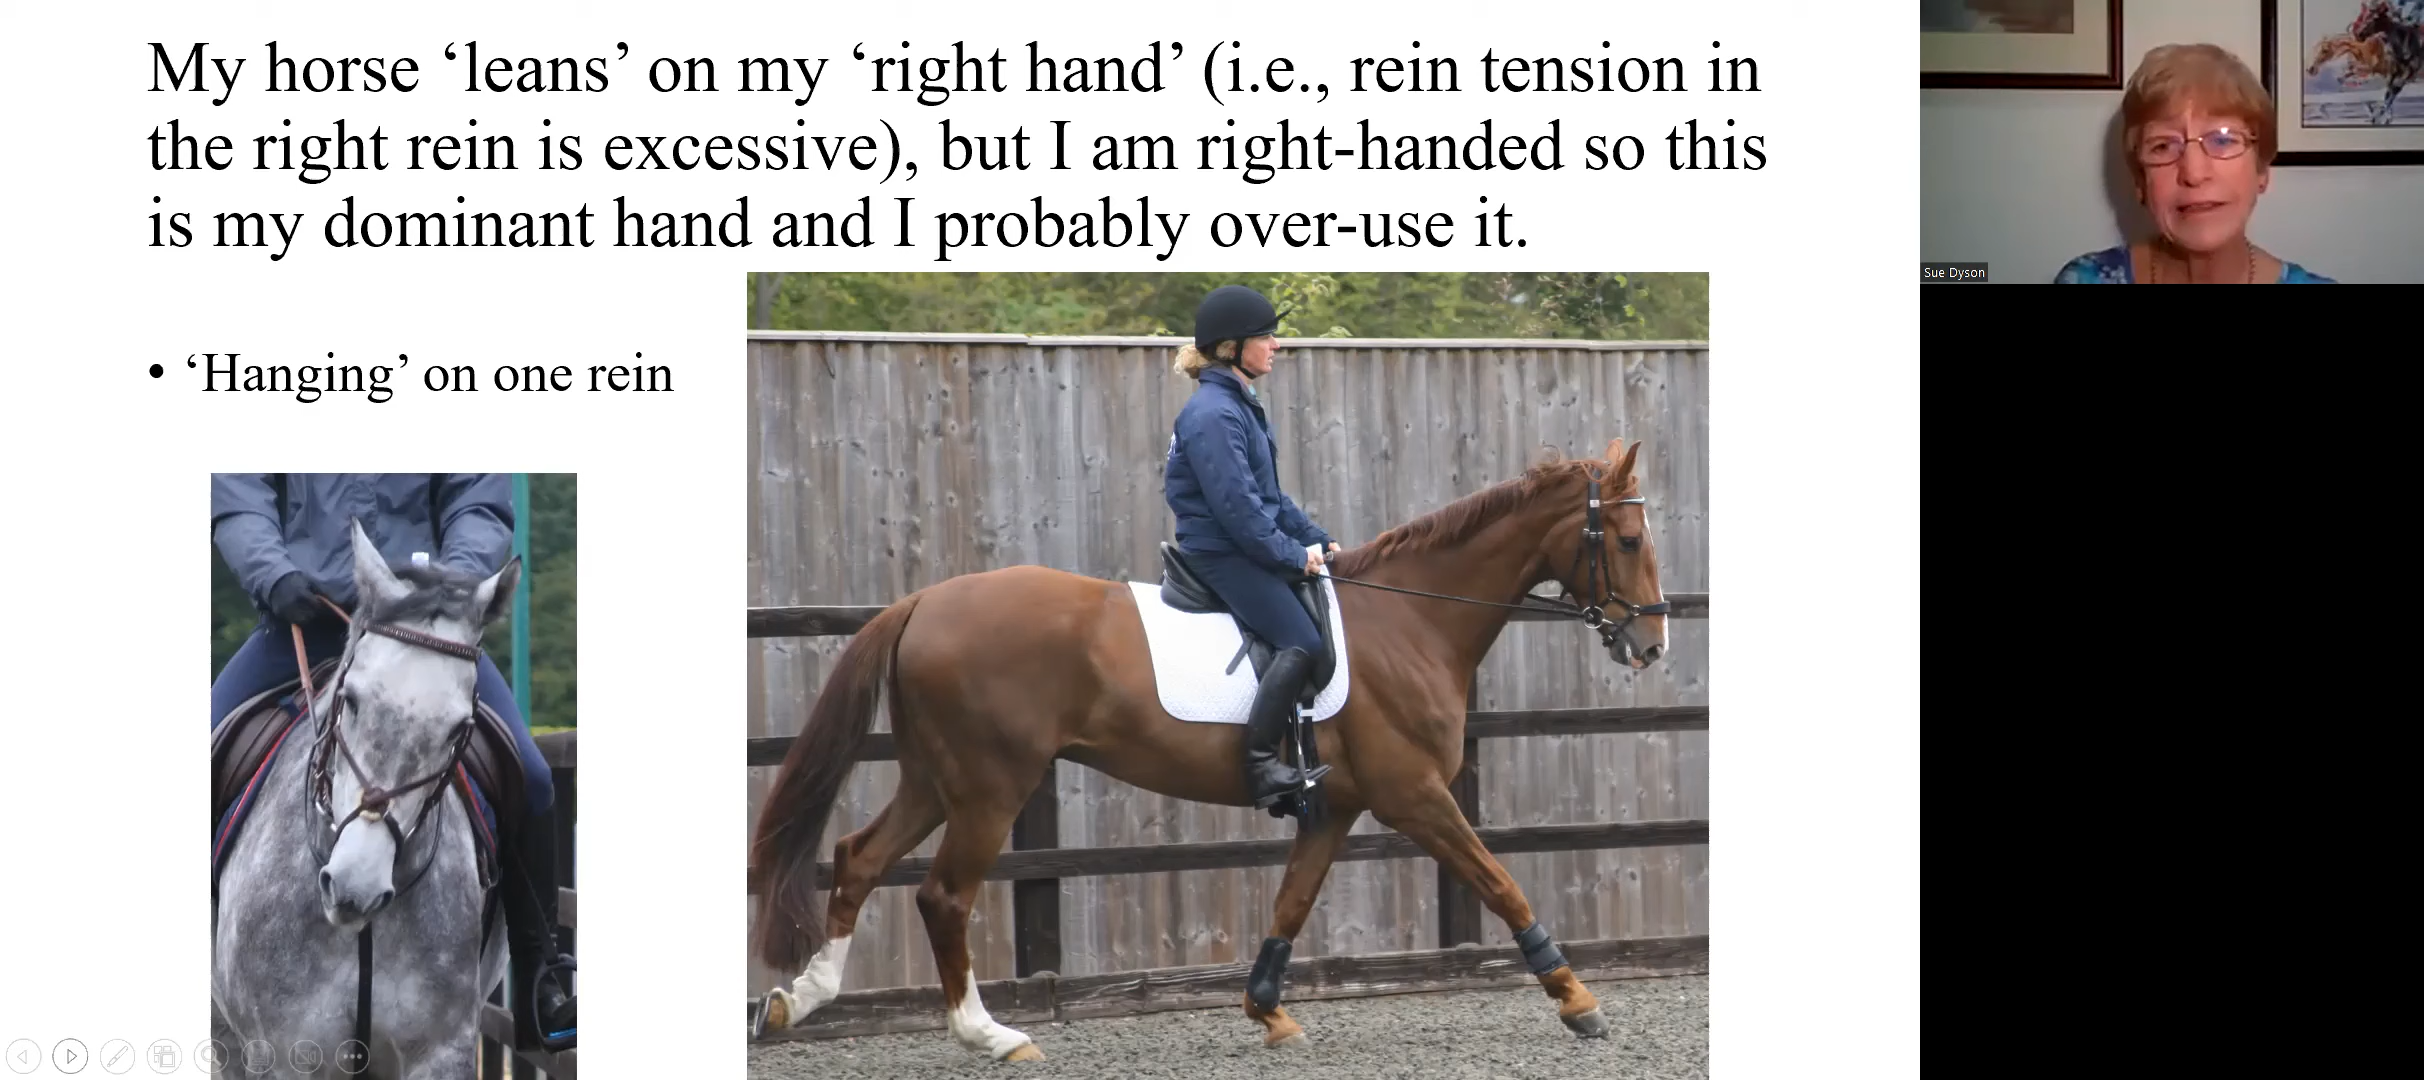 My horse ‘leans’ on my ‘right hand’ (i.e., rein tension in
the right rein is excessive), but I am right-handed so this
is my dominant hand and I probably over-use it.
• ‘Hanging’ on one rein
Sue Dyson